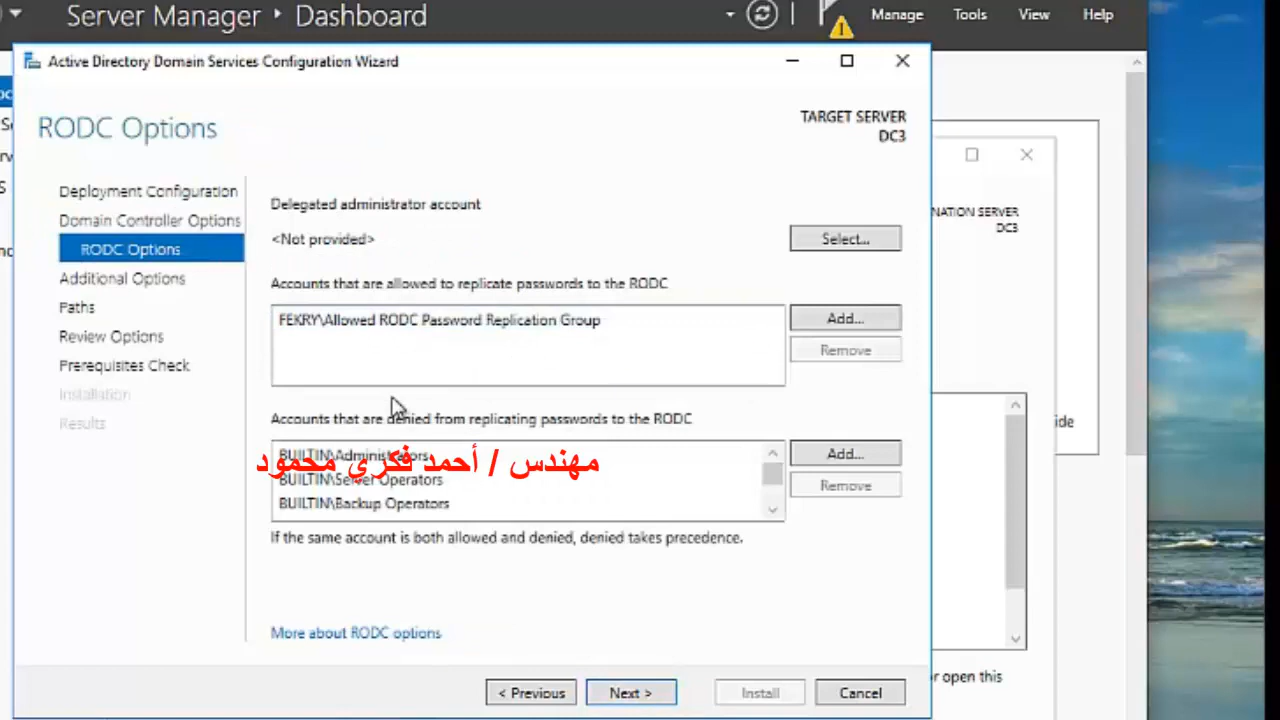 Server Manager
Dashboard
Manage
Tools
View
Help
Active Directory Domain Services Configuration Wizard
RODC Options
TARGET SERVER
DC3
Deployment Configuration
Domain Controller Options
RODC Options
Additional Options
Paths
Review Options
Prerequisites Check
Installation
Results
Delegated administrator account
<Not provided>
Select...
Accounts that are allowed to replicate passwords to the RODC
FEKRY\Allowed RODC Password Replication Group
Add...
Remove
Accounts that are denied from replicating passwords to the RODC
BUILTIN\Administrators
مهندس / أحمد فكري محمود
BUILTIN\Server Operators
BUILTIN\Backup Operators
Add...
Remove
If the same account is both allowed and denied, denied takes precedence.
More about RODC options
< Previous
Next >
Install
Cancel
NATION SERVER
DC3
ide
or open this